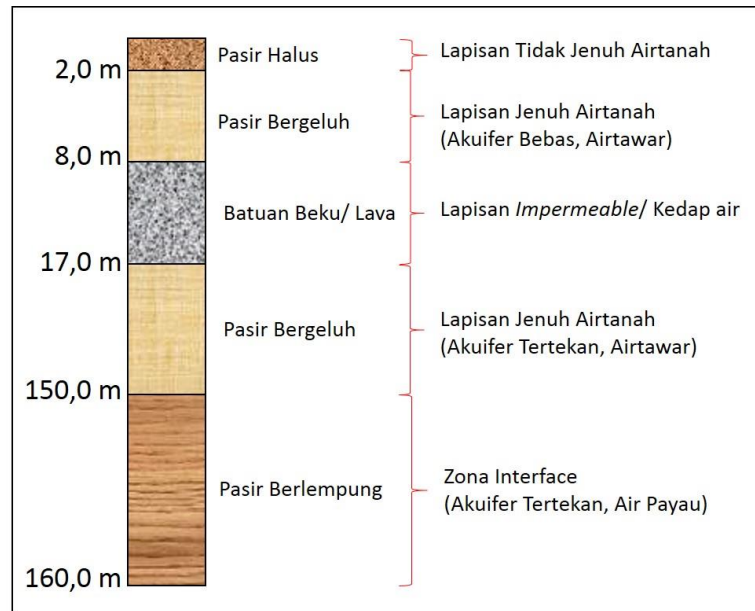 Pasir Halus
Lapisan Tidak Jenuh Airtanah
2,0 m
Pasir Bergeluh
Lapisan Jenuh Airtanah
(Akuifer Bebas, Airtawar)
8,0 m
Batuan Beku/ Lava
Lapisan Impermeable/ Kedap air
17,0 m
Pasir Bergeluh
Lapisan Jenuh Airtanah
(Akuifer Tertekan, Airtawar)
150,0 m
Pasir Berlempung
Zona Interface
(Akuifer Tertekan, Air Payau)
160,0 m